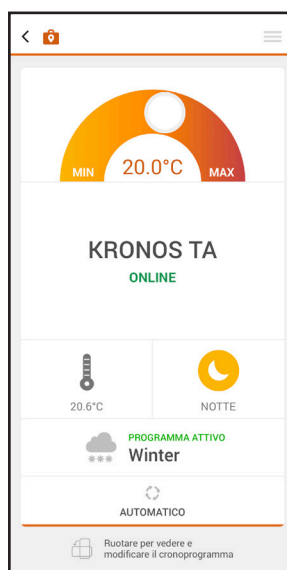 20.0°C
MIN
MAX
KRONOS TA
ONLINE
20.6°C
NOTTE
PROGRAMMA ATTIVO
Winter
AUTOMATICO
Ruotare per vedere e
modificare il cronoprogramma